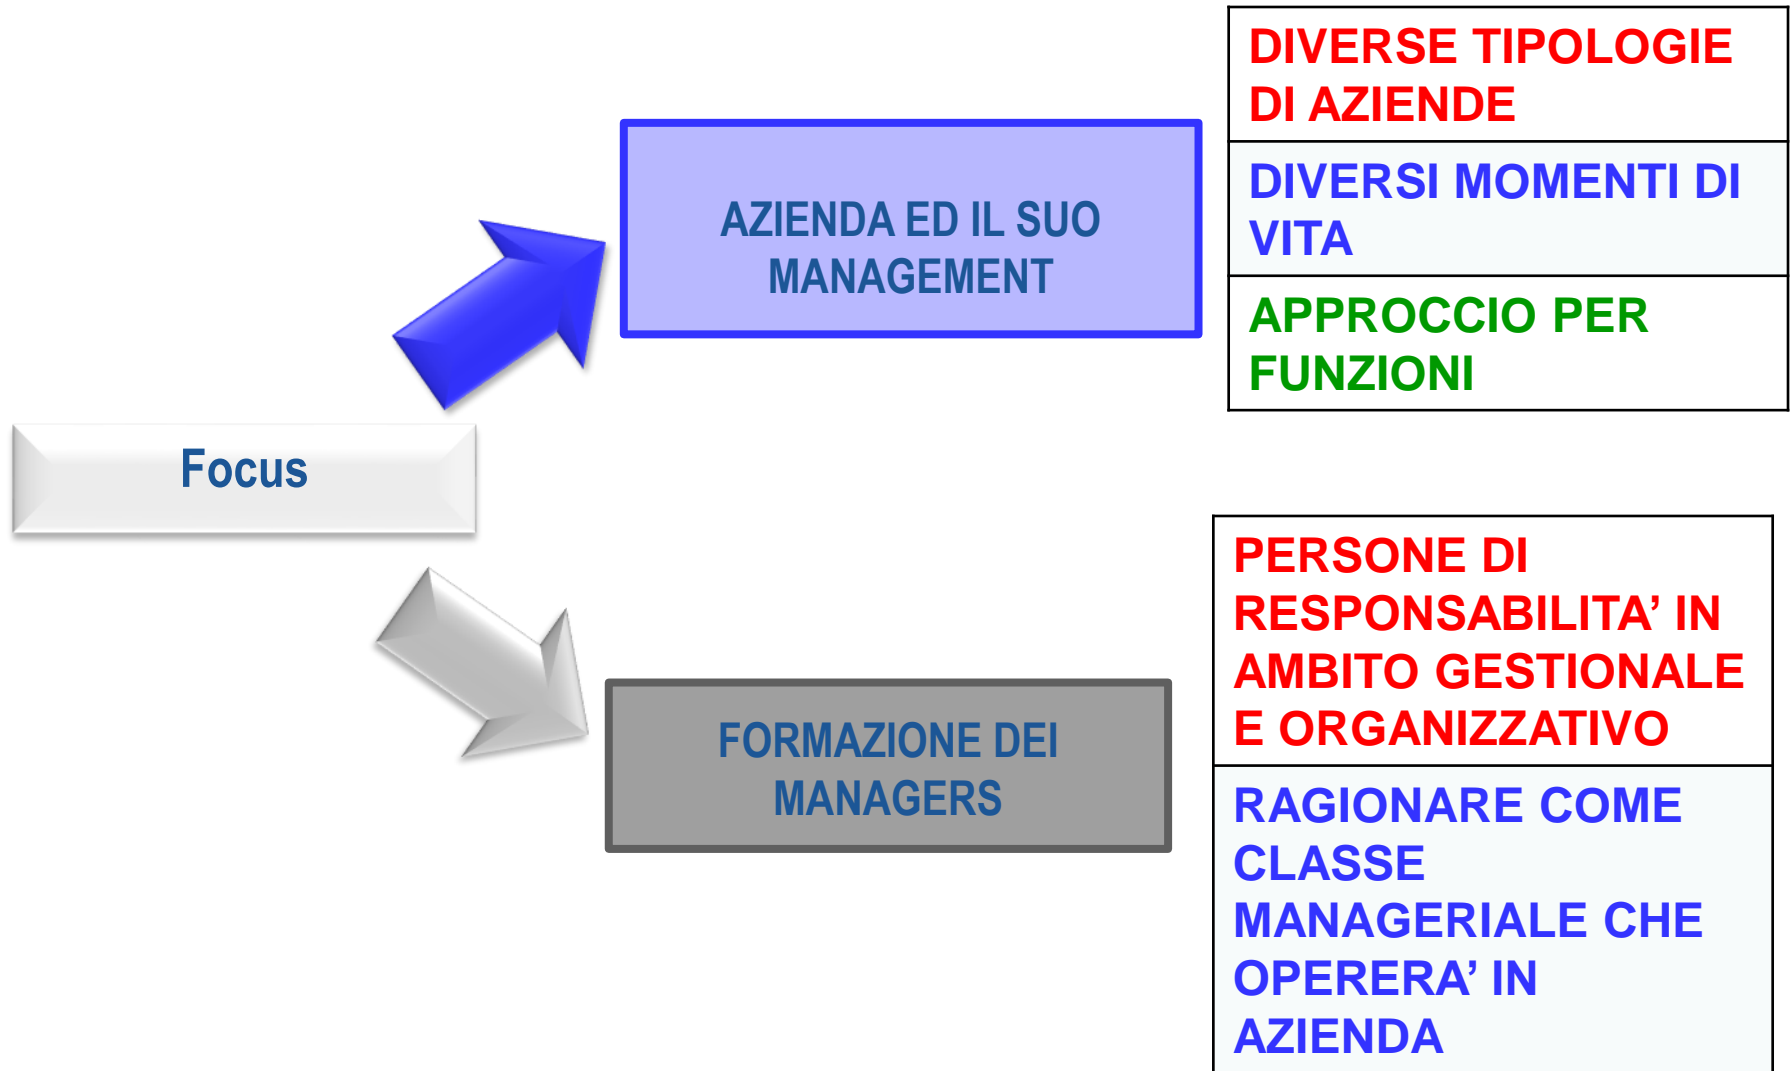 DIVERSE TIPOLOGIE
DI AZIENDE
DIVERSI MOMENTI DI
VITA
APPROCCIO PER
FUNZIONI
AZIENDA ED IL SUO
MANAGEMENT
Focus
FORMAZIONE DEI
MANAGERS
PERSONE DI
RESPONSABILITA’ IN
AMBITO GESTIONALE
E ORGANIZZATIVO
RAGIONARE COME
CLASSE
MANAGERIALE CHE
OPERERA’ IN
AZIENDA